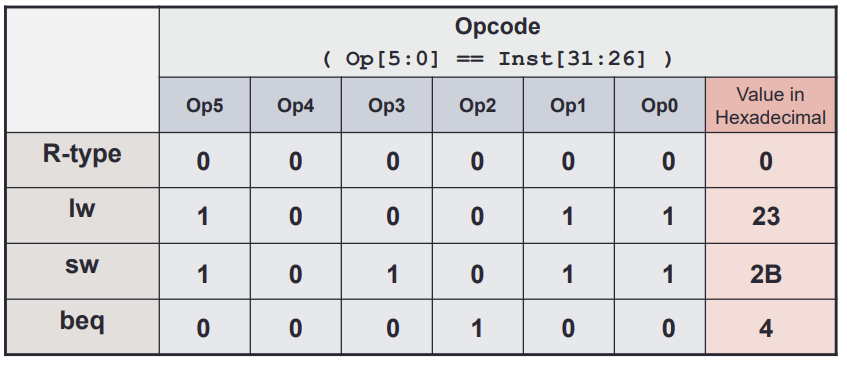 Opcode
( Op[5:0] == Inst[31:26] )
Op5 Op4 Op3 Op2 Op1 Op0 Value in Hexadecimal
R-type 0 0 0 0 0 0 0
lw 1 0 0 0 1 1 23
sw 1 0 1 0 1 1 2B
beq 0 0 0 1 0 0 4